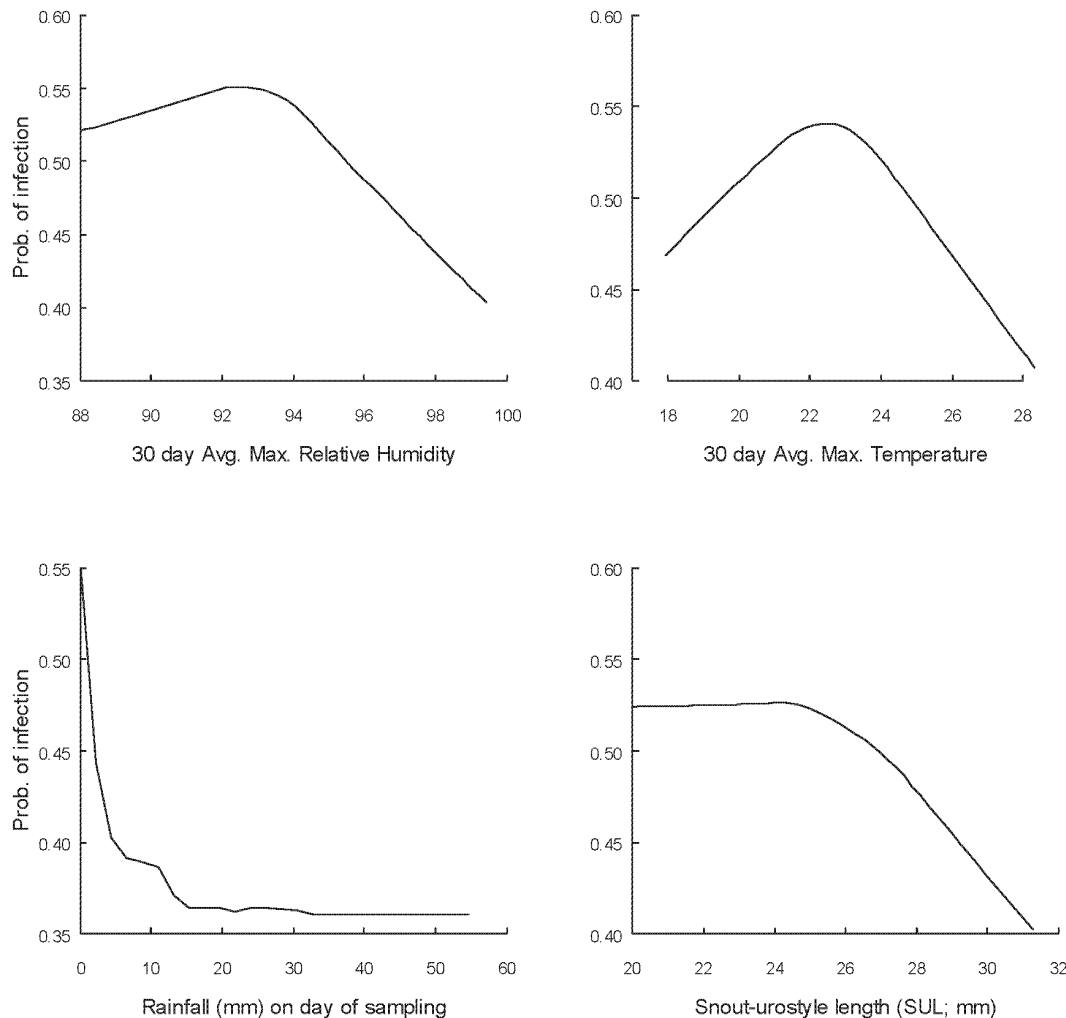 0.60
0.55
0.50
0.45
0.40
0.35
Prob. of infection
88 90 92 94 96 98 100
30 day Avg. Max. Relative Humidity
0.60
0.55
0.50
0.45
0.40
18 20 22 24 26 28
30 day Avg. Max. Temperature
0.55
0.50
0.45
0.40
0.35
Prob. of infection
0 10 20 30 40 50 60
Rainfall (mm) on day of sampling
0.60
0.55
0.50
0.45
0.40
20 22 24 26 28 30 32
Snout-urostyle length (SUL; mm)